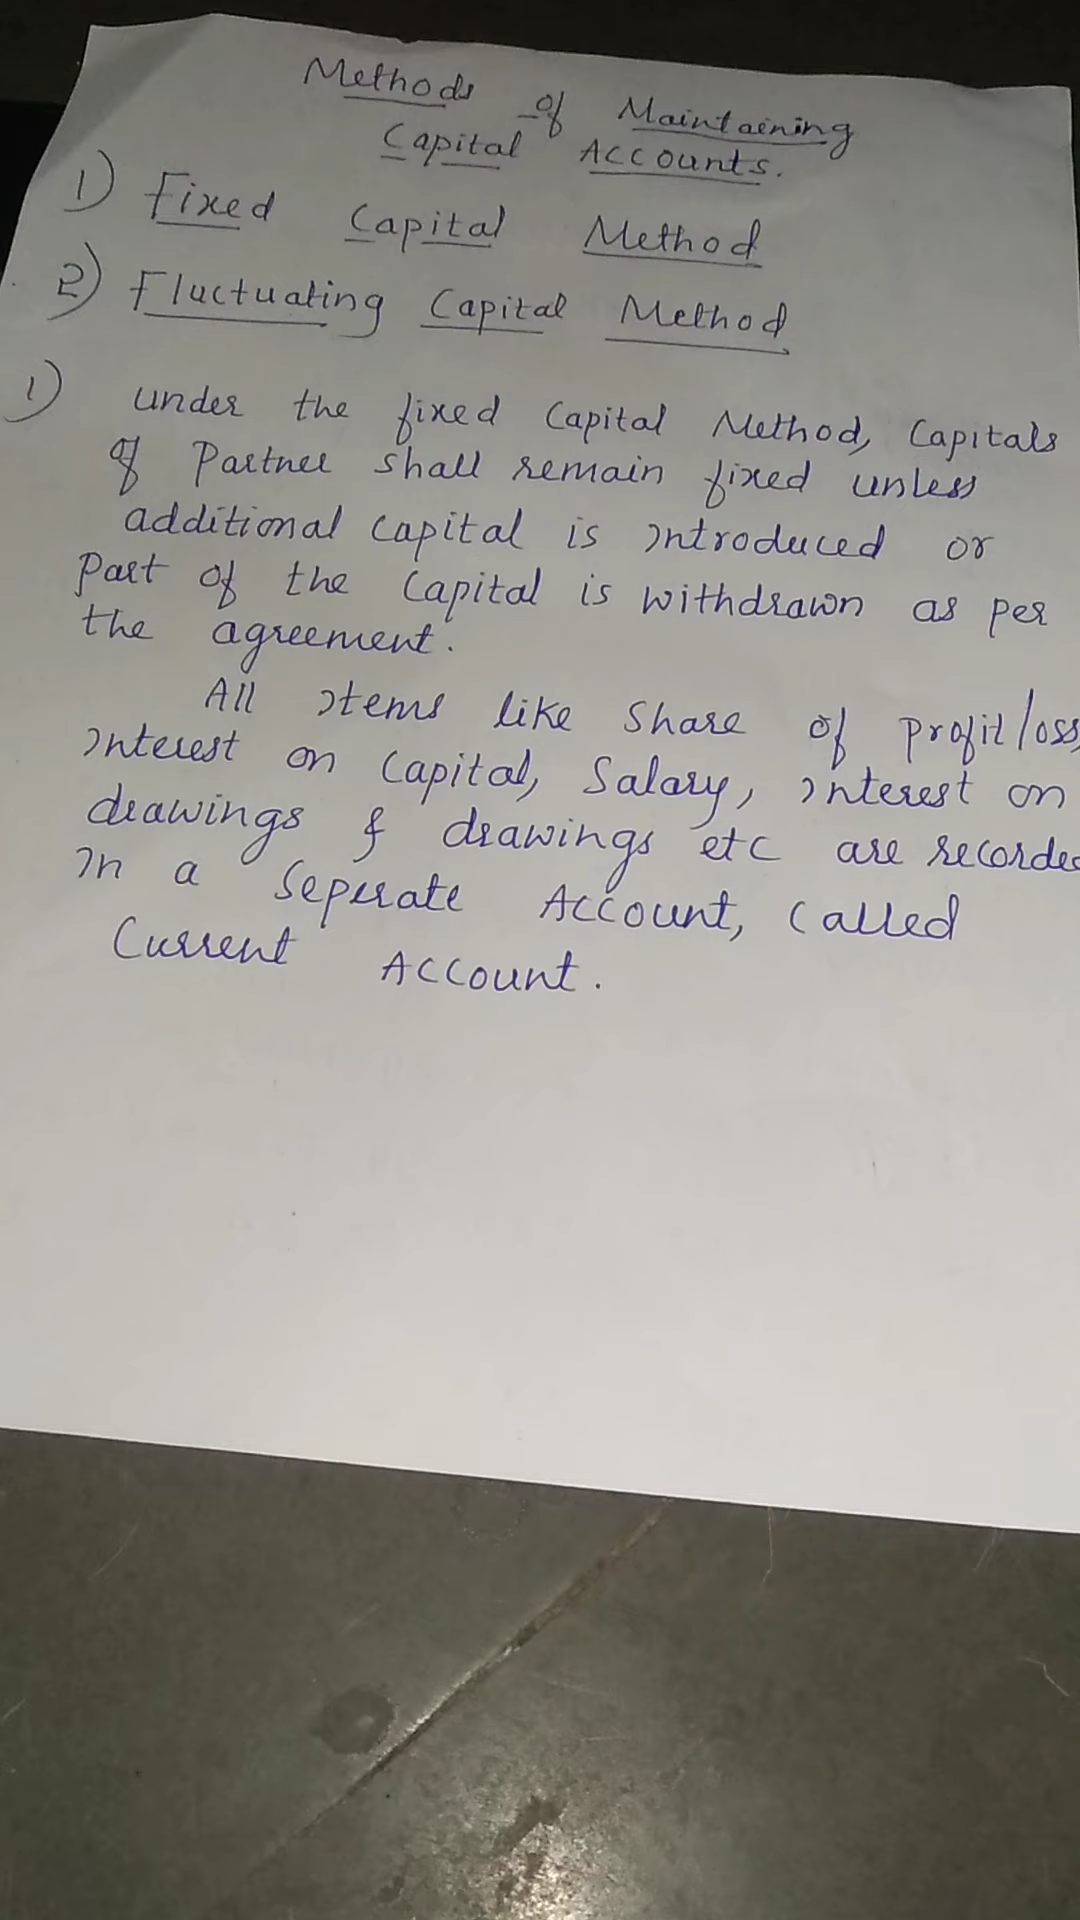 Methods of Maintaining
Capital Accounts.
1) Fixed Capital Method
2) Fluctuating Capital Method
1) under the fixed Capital Method, Capitals
of Partner shall remain fixed unless
additional capital is introduced or
Part of the Capital is withdrawn as per
the agreement.
All items like Share of profit/loss,
interest on Capital, Salary, interest on
drawings & drawings etc are recorded
in a Seperate Account, Called
Current Account.